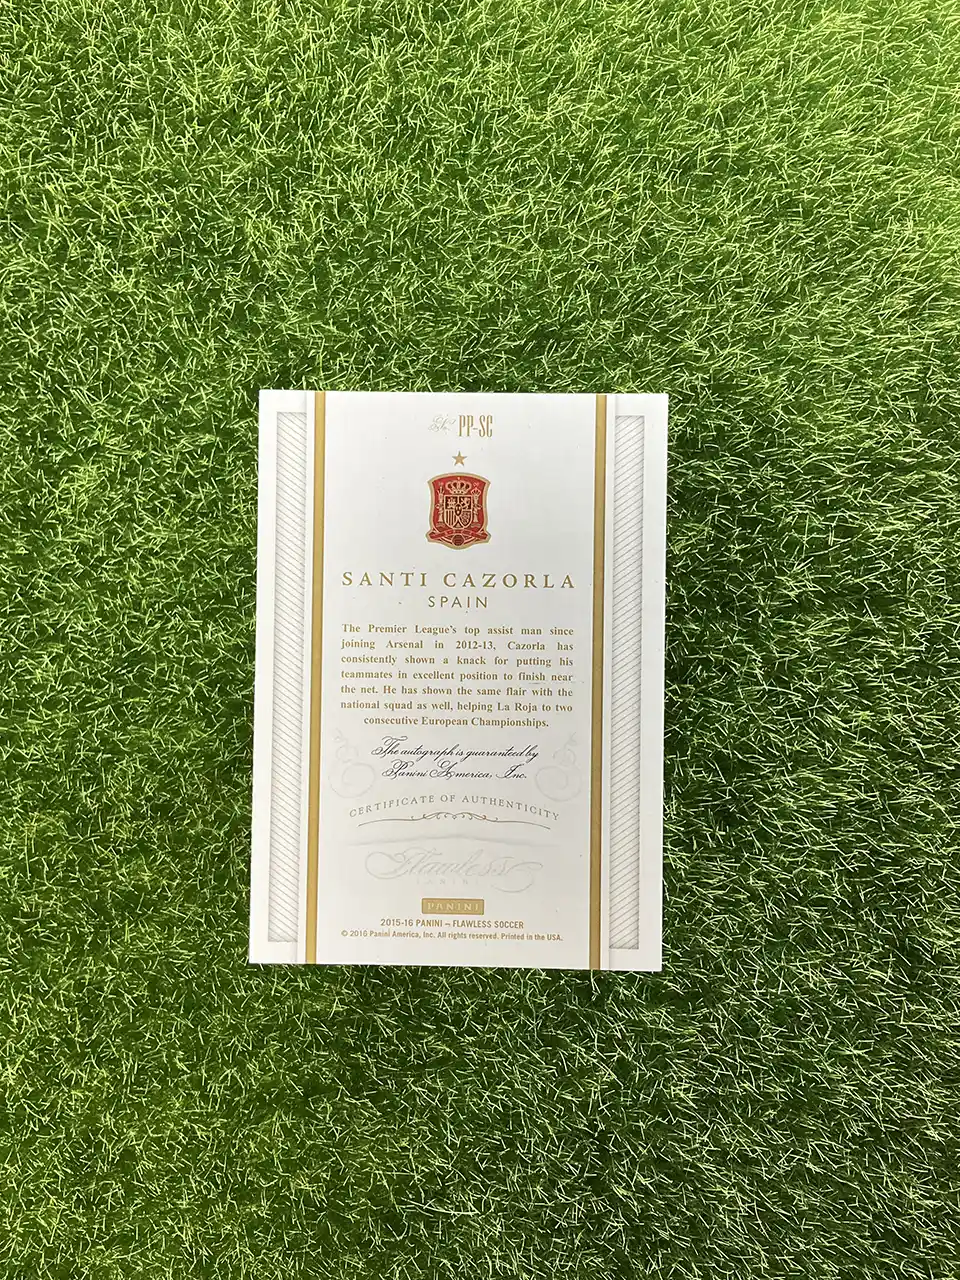 PP-SC
SANTI CAZORLA
SPAIN
The Premier League's top assist man since
joining Arsenal in 2012-13, Cazorla has
consistently shown a knack for putting his
teammates in excellent position to finish near
the net. He has shown the same flair with the
national squad as well, helping La Roja to two
consecutive European Championships.
The autograph is guaranteed by
Panini America, Inc.
CERTIFICATE OF AUTHENTICITY
Flawless
PANINI
PANINI
2015-16 PANINI – FLAWLESS SOCCER
© 2016 Panini America, Inc. All rights reserved. Printed in the USA.